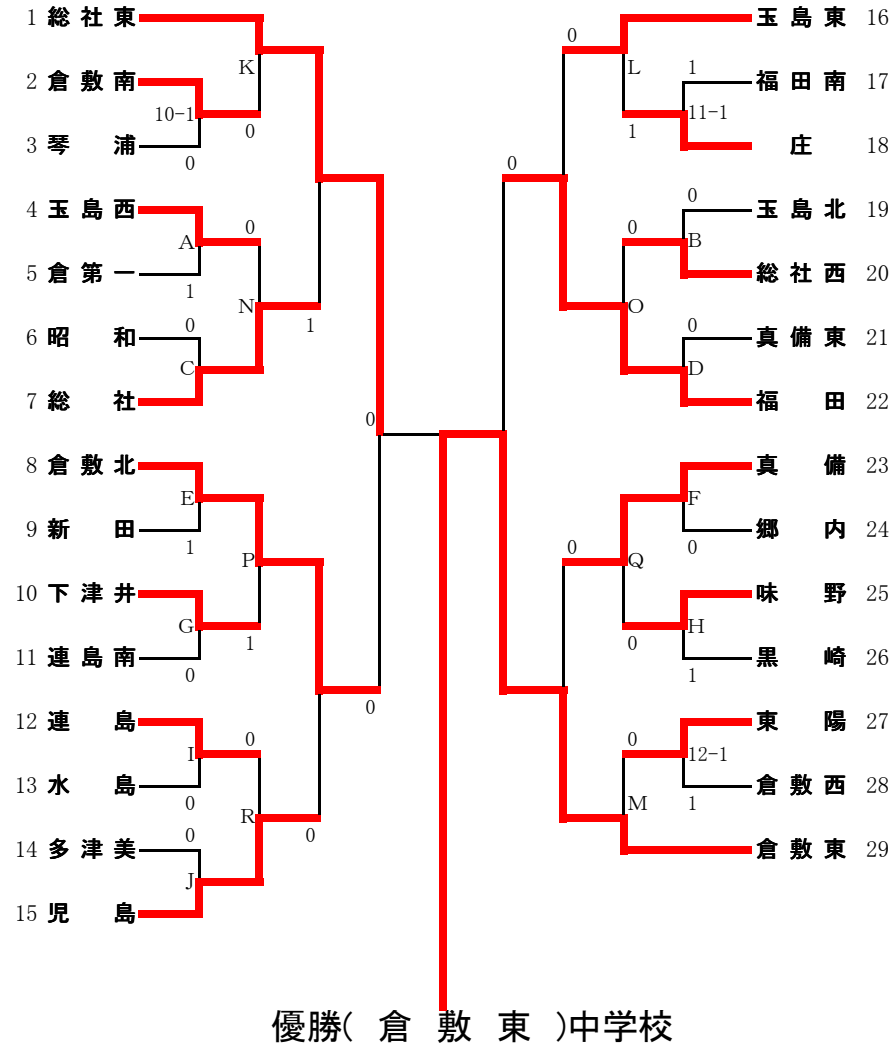 1 総社東
K
2 倉敷南
10-1
0
3 琴浦
0
4 玉島西
0
A
5 倉第一
1
N
0
1
6 昭和
C
7 総社
0
8 倉敷北
E
9 新田
1
P
10 下津井
G
1
11 連島南
0
0
12 連島
0
I
13 水島
0
R
0
0
14 多津美
J
15 児島
0
玉島東 16
L
1
福田南 17
11-1
1
庄 18
0
0
玉島北 19
0
B
総社西 20
O
0
真備東 21
D
福田 22
真備 23
F
0
郷内 24
0
Q
味野 25
0
H
黒崎 26
1
東陽 27
0
12-1
倉敷西 28
M
1
倉敷東 29
優勝( 倉敷東 )中学校